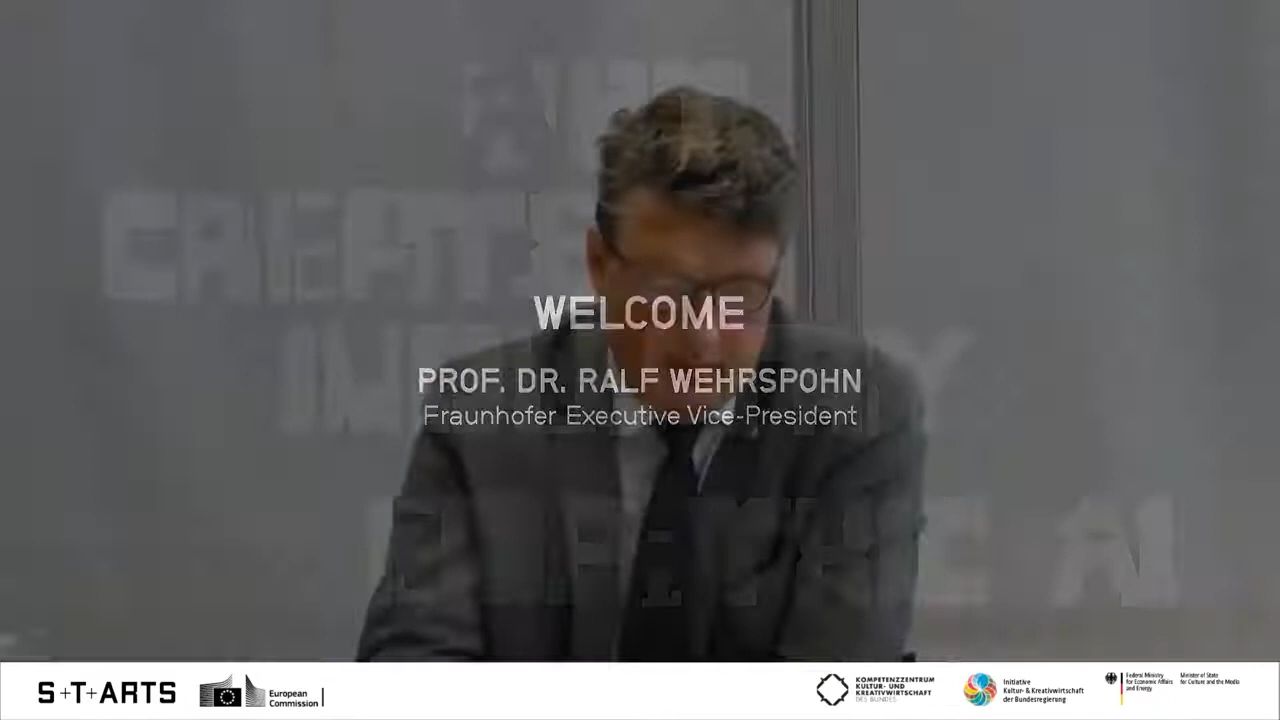 CREATE
WELCOME
PROF. DR. RALF WEHRSPOHN
Fraunhofer Executive Vice-President
AI
S+T+ARTS
European
Commission
KOMPETENZZENTRUM
KULTUR- UND
KREATIVWIRTSCHAFT
DES BUNDES
Initiative
Kultur- & Kreativwirtschaft
der Bundesregierung
Federal Ministry
for Economic Affairs
and Energy
Minister of State
for Culture and the Media